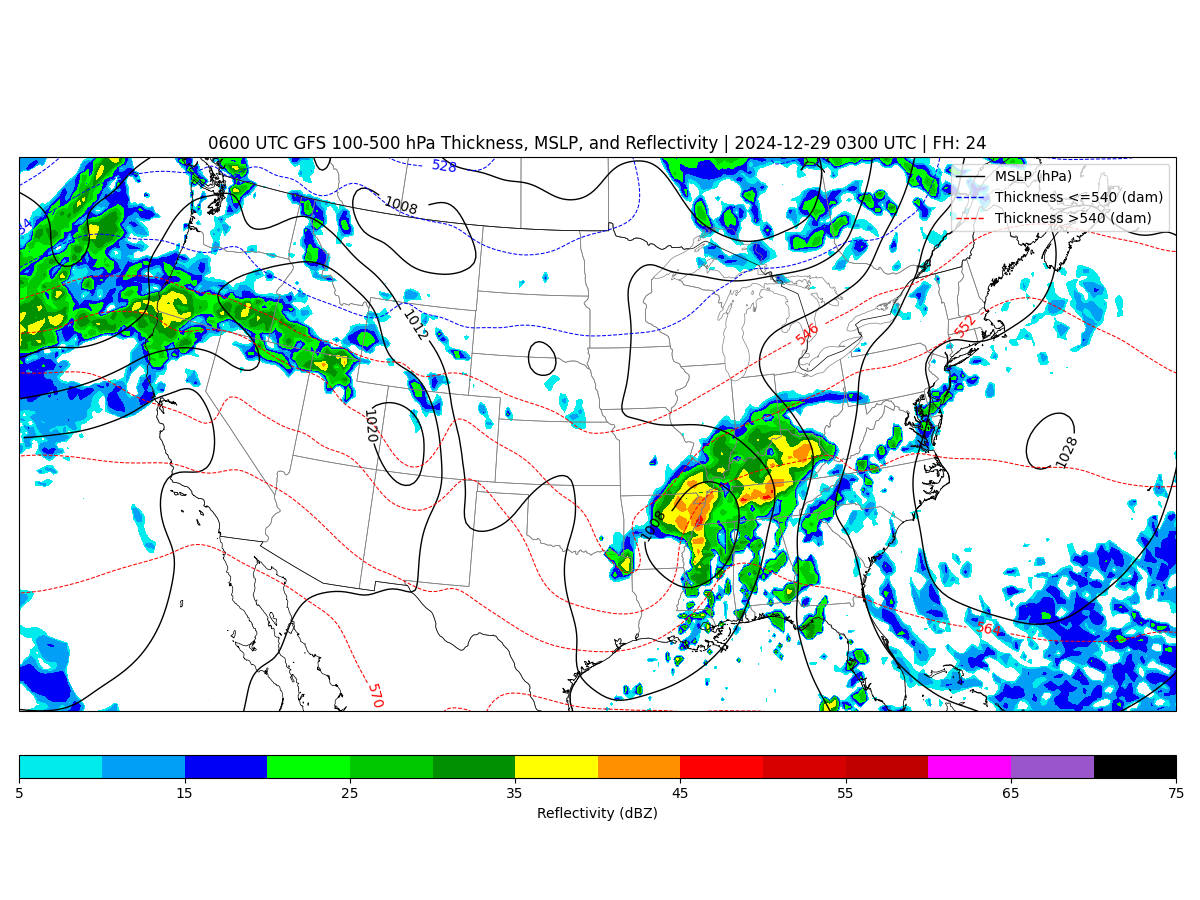 0600 UTC GFS 100-500 hPa Thickness, MSLP, and Reflectivity | 2024-12-29 0300 UTC | FH: 24
MSLP (hPa)
Thickness <=540 (dam)
Thickness >540 (dam)
528
1008
1012
546
552
1020
1028
1008
564
570
5 15 25 35 45 55 65 75
Reflectivity (dBZ)